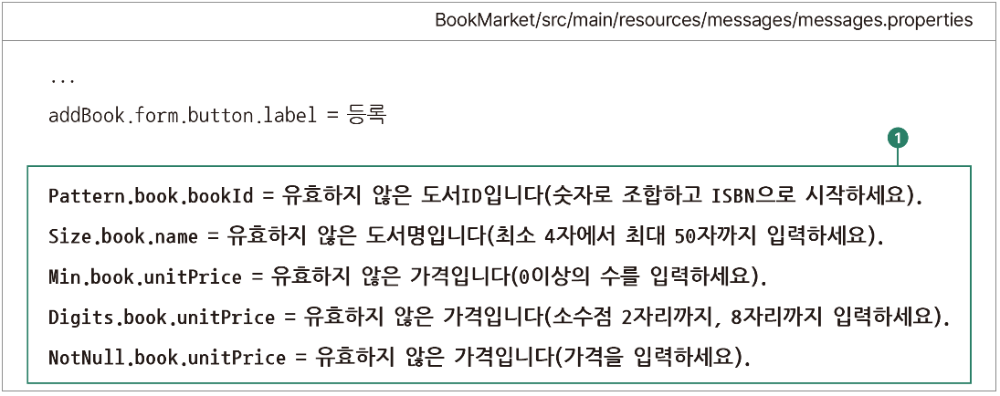 BookMarket/src/main/resources/messages/messages.properties
...
addBook.form.button.label = 등록
1
Pattern.book.bookId = 유효하지 않은 도서ID입니다(숫자로 조합하고 ISBN으로 시작하세요).
Size.book.name = 유효하지 않은 도서명입니다(최소 4자에서 최대 50자까지 입력하세요).
Min.book.unitPrice = 유효하지 않은 가격입니다(0이상의 수를 입력하세요).
Digits.book.unitPrice = 유효하지 않은 가격입니다(소수점 2자리까지, 8자리까지 입력하세요).
NotNull.book.unitPrice = 유효하지 않은 가격입니다(가격을 입력하세요).